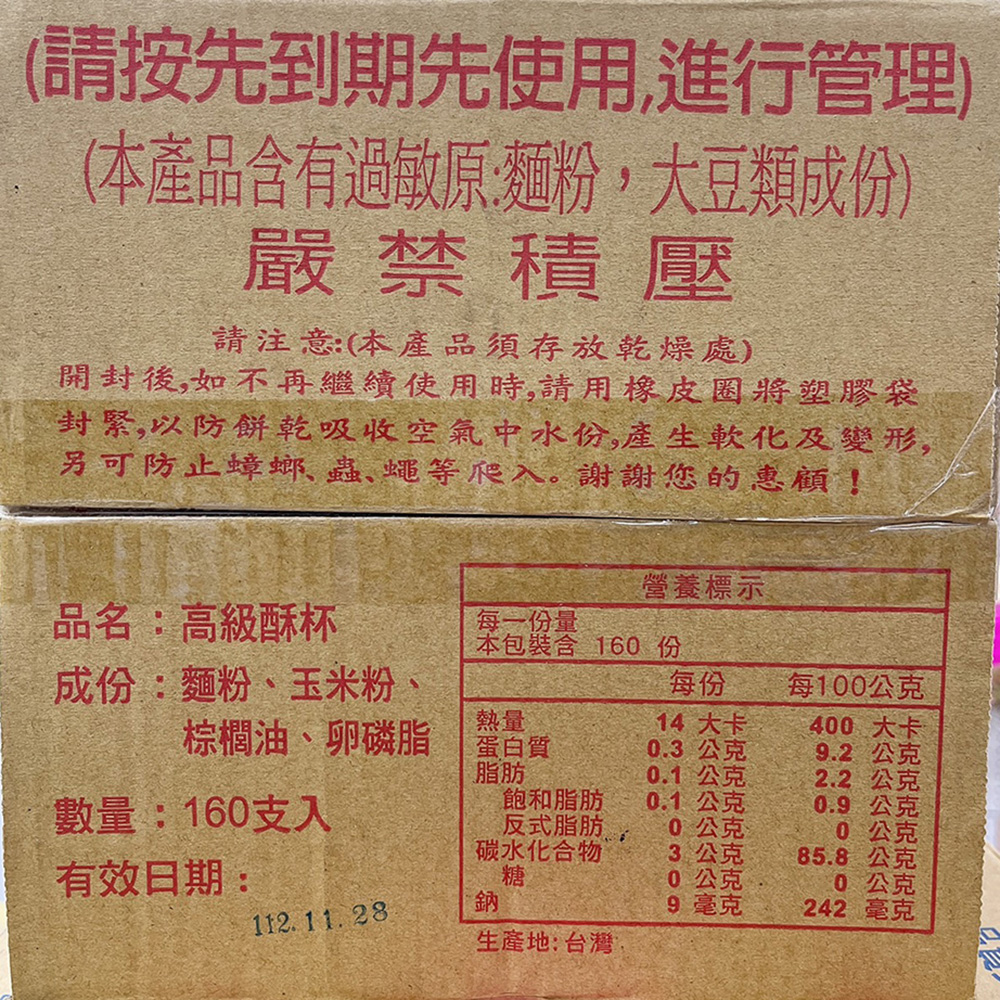 (請按先到期先使用,進行管理)
(本產品含有過敏原:麵粉，大豆類成份)
嚴禁積壓
請注意:(本產品須存放乾燥處)
開封後,如不再繼續使用時,請用橡皮圈將塑膠袋
封緊,以防餅乾吸收空氣中水份,產生軟化及變形,
另可防止蟑螂、蟲、蠅等爬入。謝謝您的惠顧！
品名：高級酥杯
成份：麵粉、玉米粉、
棕櫚油、卵磷脂
數量：160支入
有效日期：
112.11.28
營養標示
每一份量
本包裝含 160 份
每份 每100公克
熱量 14 大卡 400 大卡
蛋白質 0.3 公克 9.2 公克
脂肪 0.1 公克 2.2 公克
飽和脂肪 0.1 公克 0.9 公克
反式脂肪 0 公克 0 公克
碳水化合物 3 公克 85.8 公克
糖 0 公克 0 公克
鈉 9 毫克 242 毫克
生產地:台灣